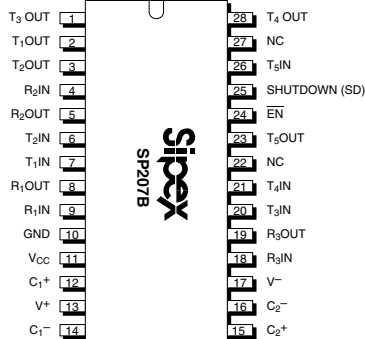 T₃ OUT 1
T₁OUT 2
T₂OUT 3
R₂IN 4
R₂OUT 5
T₂IN 6
T₁IN 7
R₁OUT 8
R₁IN 9
GND 10
VCC 11
C₁+ 12
V+ 13
C₁− 14
Sipex
SP207B
28 T₄ OUT
27 NC
26 T₅IN
25 SHUTDOWN (SD)
24 E̅N̅
23 T₅OUT
22 NC
21 T₄IN
20 T₃IN
19 R₃OUT
18 R₃IN
17 V−
16 C₂−
15 C₂+